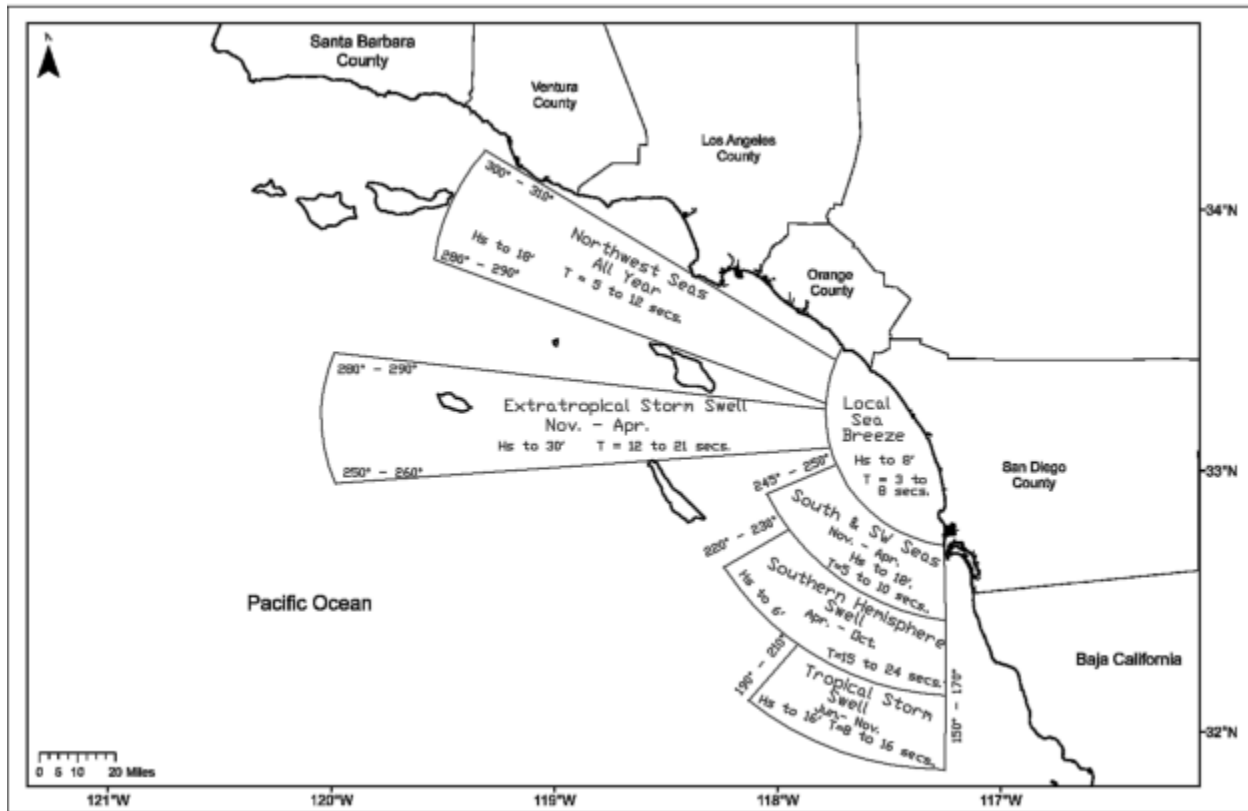 N
Santa Barbara
County
Ventura
County
Los Angeles
County
Orange
County
San Diego
County
Baja California
Pacific Ocean
34°N
33°N
32°N
300° - 310°
Northwest Seas
All Year
Hs to 18'
T = 5 to 12 secs.
280° - 290°
280° - 290°
Extratropical Storm Swell
Nov. - Apr.
Hs to 30'
T = 12 to 21 secs.
250° - 260°
Local
Sea
Breeze
Hs to 8'
T = 3 to
8 secs.
245° - 250°
South & SW Seas
Nov. - Apr.
Hs to 18'.
T=5 to 10 secs.
220° - 230°
Southern Hemisphere
Swell
Apr. - Oct.
Hs to 6'
T=15 to 24 secs.
190° - 210°
Tropical Storm
Swell
Jun.- Nov.
Hs to 16' T=8 to 16 secs.
150° - 170°
0 5 10 20 Miles
121°W
120°W
119°W
118°W
117°W